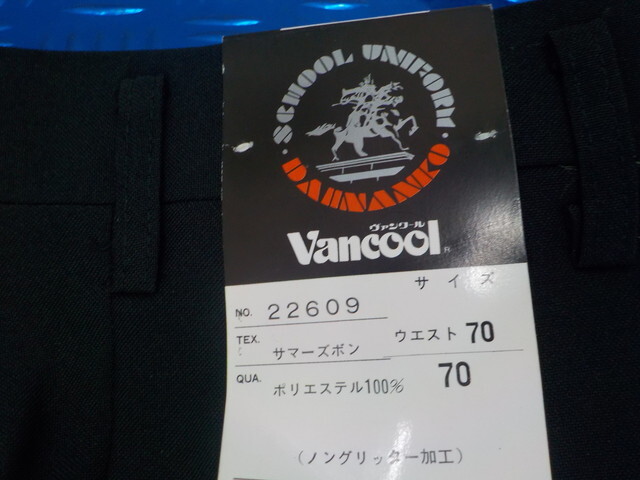 SCHOOL UNIFORM
DAIINANKO
ヴァンクール
Vancool
®
サイズ
NO. 22609
TEX. サマーズボン ウエスト 70
QUA. ポリエステル100% 70
(ノングリッター加工)